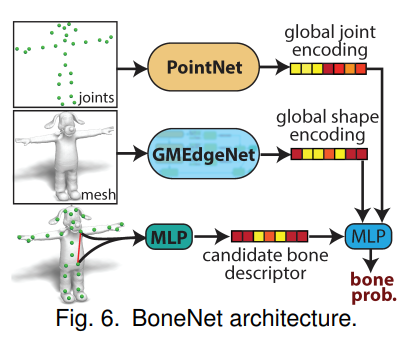 joints
PointNet
global joint
encoding
mesh
GMEdgeNet
global shape
encoding
MLP
candidate bone
descriptor
MLP
bone
prob.
Fig. 6. BoneNet architecture.